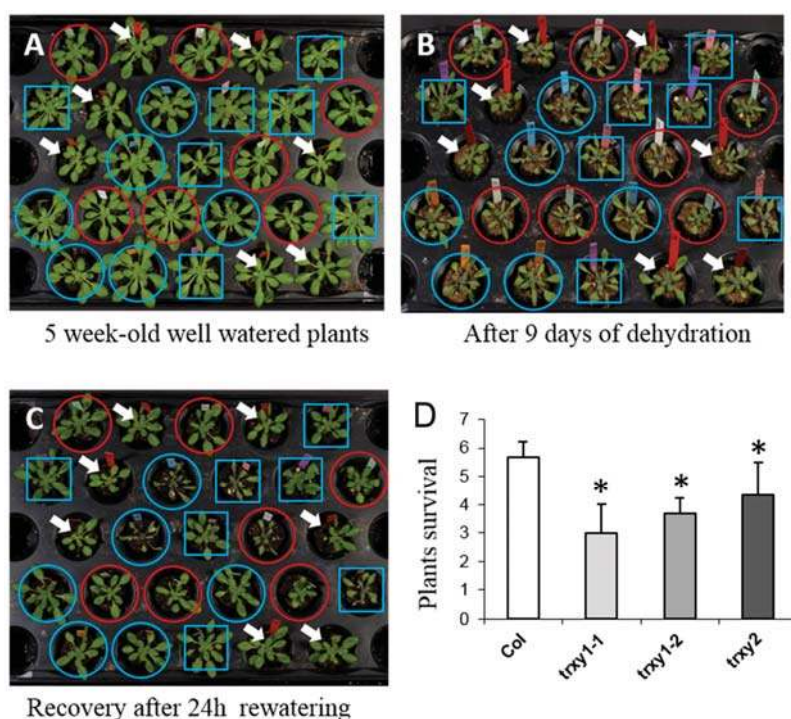 A
B
5 week-old well watered plants
After 9 days of dehydration
C
Recovery after 24h rewatering
D
Plants survival
7
6
5
4
3
2
1
0
*
*
*
Col
trxy1-1
trxy1-2
trxy2